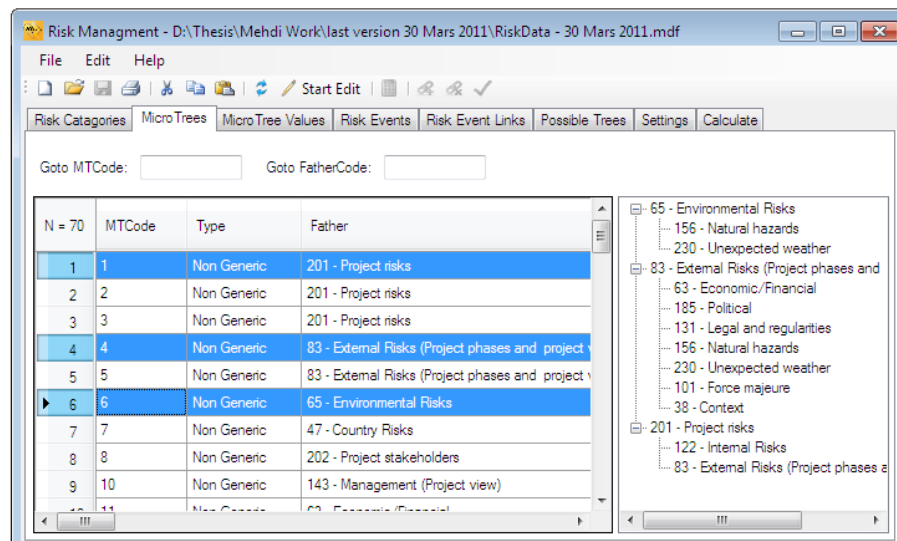 Risk Managment - D:\Thesis\Mehdi Work\last version 30 Mars 2011\RiskData - 30 Mars 2011.mdf
File Edit Help
Start Edit
Risk Catagories MicroTrees MicroTree Values Risk Events Risk Event Links Possible Trees Settings Calculate
Goto MTCode: Goto FatherCode:
N = 70 MTCode Type Father
1 1 Non Generic 201 - Project risks
2 2 Non Generic 201 - Project risks
3 3 Non Generic 201 - Project risks
4 4 Non Generic 83 - External Risks (Project phases and project
5 5 Non Generic 83 - External Risks (Project phases and project
6 6 Non Generic 65 - Environmental Risks
7 7 Non Generic 47 - Country Risks
8 8 Non Generic 202 - Project stakeholders
9 10 Non Generic 143 - Management (Project view)
10 11 Non Generic 63 - Economic/Financial
65 - Environmental Risks
156 - Natural hazards
230 - Unexpected weather
83 - External Risks (Project phases and
63 - Economic/Financial
185 - Political
131 - Legal and regularities
156 - Natural hazards
230 - Unexpected weather
101 - Force majeure
38 - Context
201 - Project risks
122 - Internal Risks
83 - External Risks (Project phases